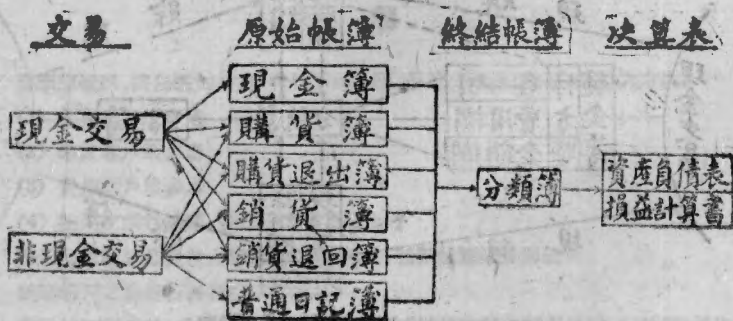 交易 原始帳簿 終結帳簿 決算表
現金簿
現金交易
購貨簿
購貨退出簿
分類簿
資產負債表
損益計算書
銷貨簿
非現金交易
銷貨退回簿
普通日記簿
現金
現